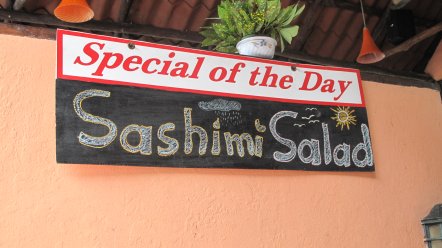 Special of the Day
Sashimi Salad